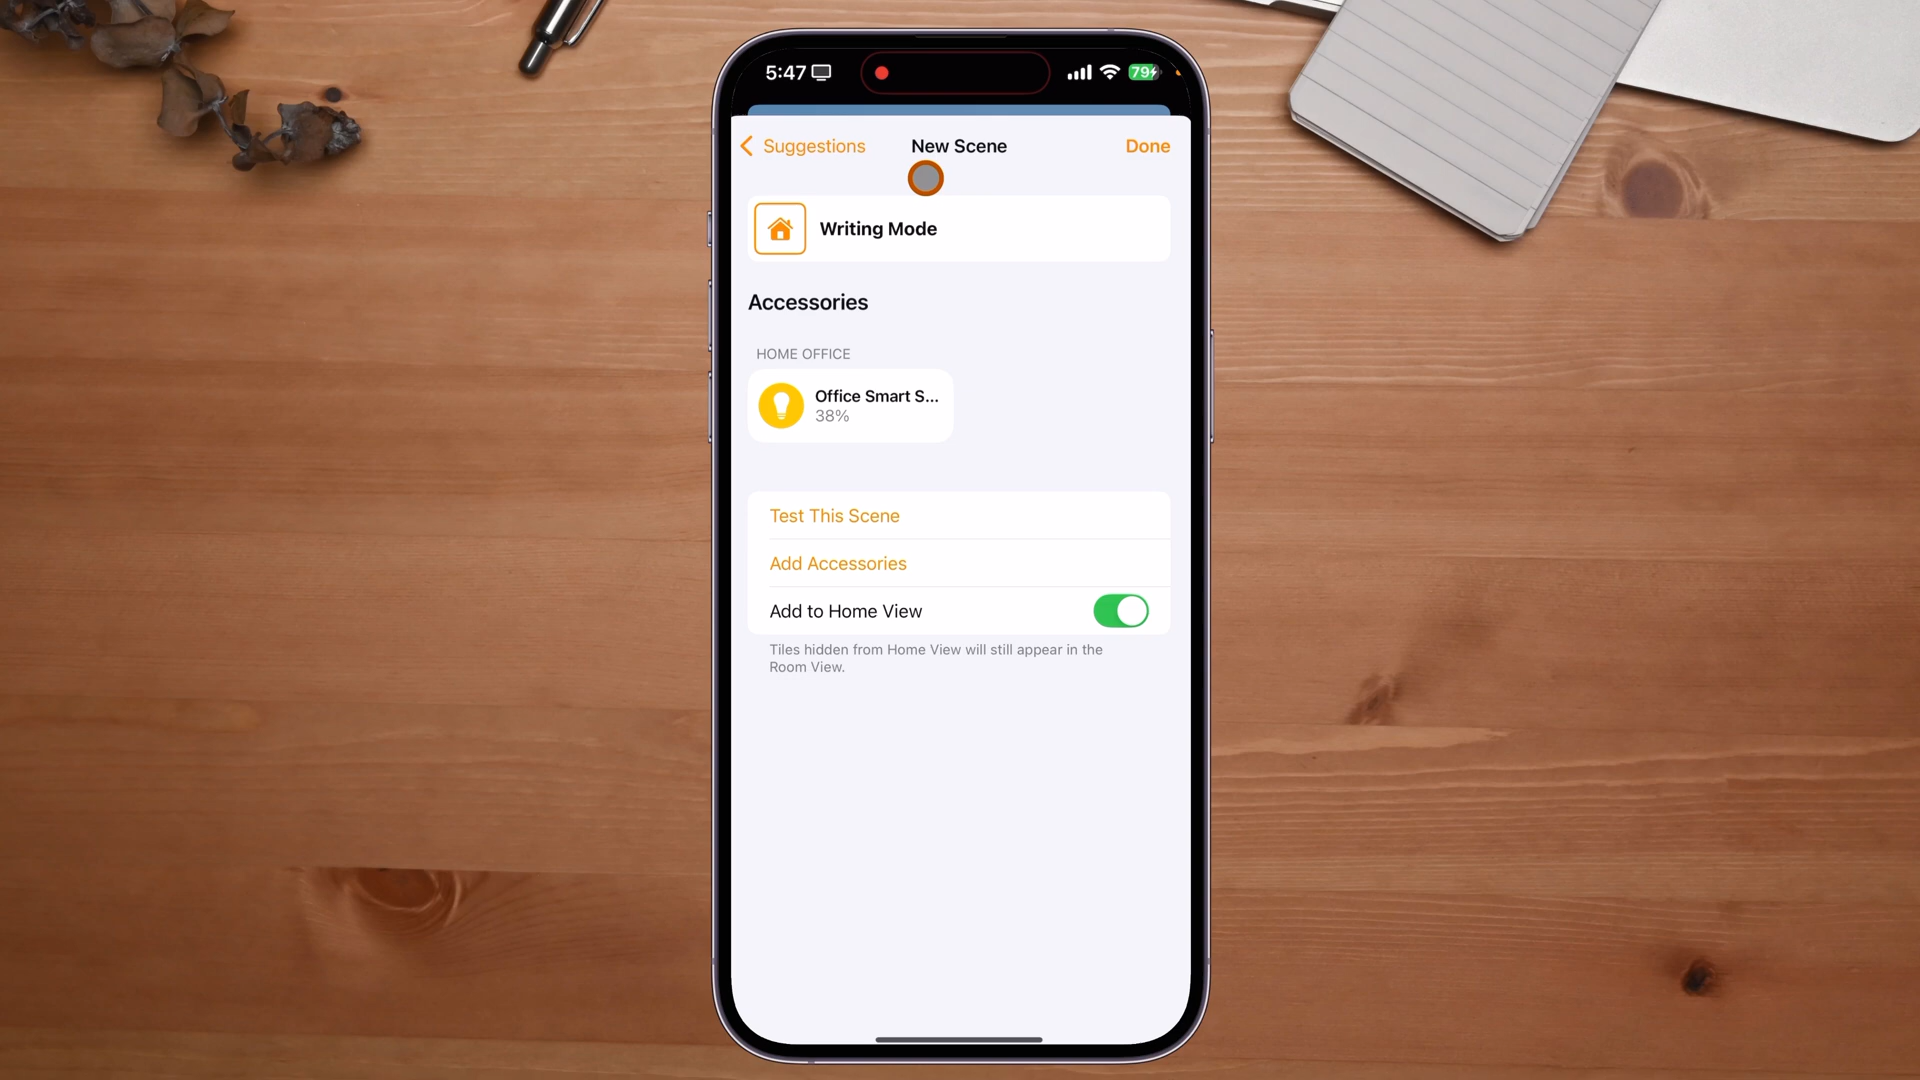 5:47
79
Suggestions
New Scene
Done
Writing Mode
Accessories
HOME OFFICE
Office Smart S...
38%
Test This Scene
Add Accessories
Add to Home View
Tiles hidden from Home View will still appear in the
Room View.